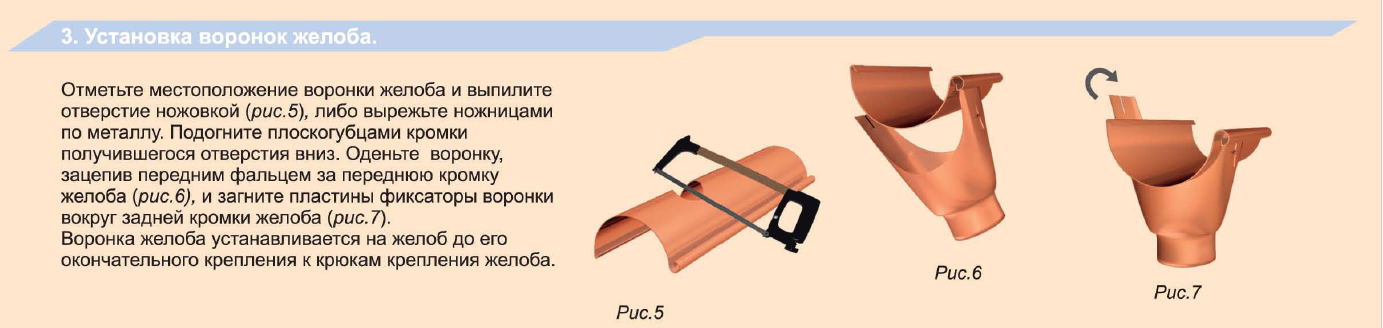 3. Установка воронок желоба.
Отметьте местоположение воронки желоба и выпилите
отверстие ножовкой (рис.5), либо вырежьте ножницами
по металлу. Подогните плоскогубцами кромки
получившегося отверстия вниз. Оденьте воронку,
зацепив передним фальцем за переднюю кромку
желоба (рис.6), и загните пластины фиксаторы воронки
вокруг задней кромки желоба (рис.7).
Воронка желоба устанавливается на желоб до его
окончательного крепления к крюкам крепления желоба.
Рис.5
Рис.6
Рис.7